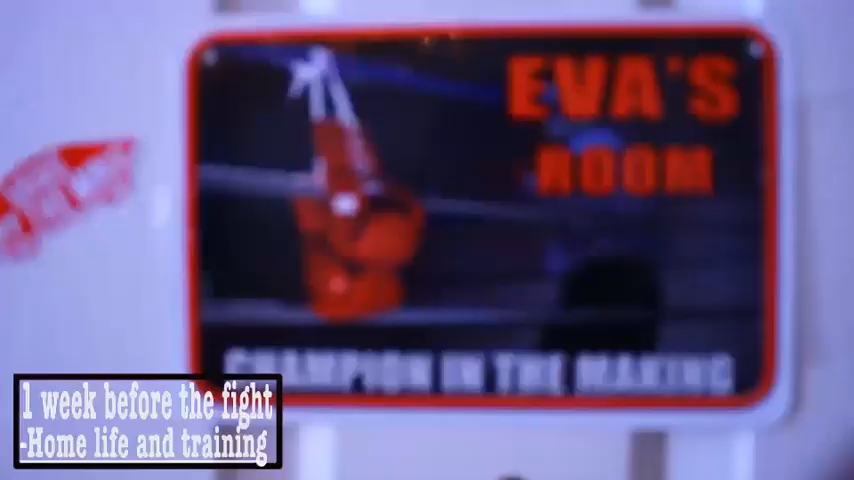 EVA'S
ROOM
CHAMPION IN THE MAKING
1 week before the fight
-Home life and training